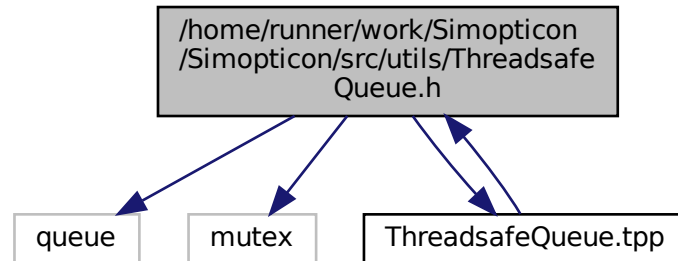 /home/runner/work/Simopticon
/Simopticon/src/utils/Threadsafe
Queue.h
queue
mutex
ThreadsafeQueue.tpp